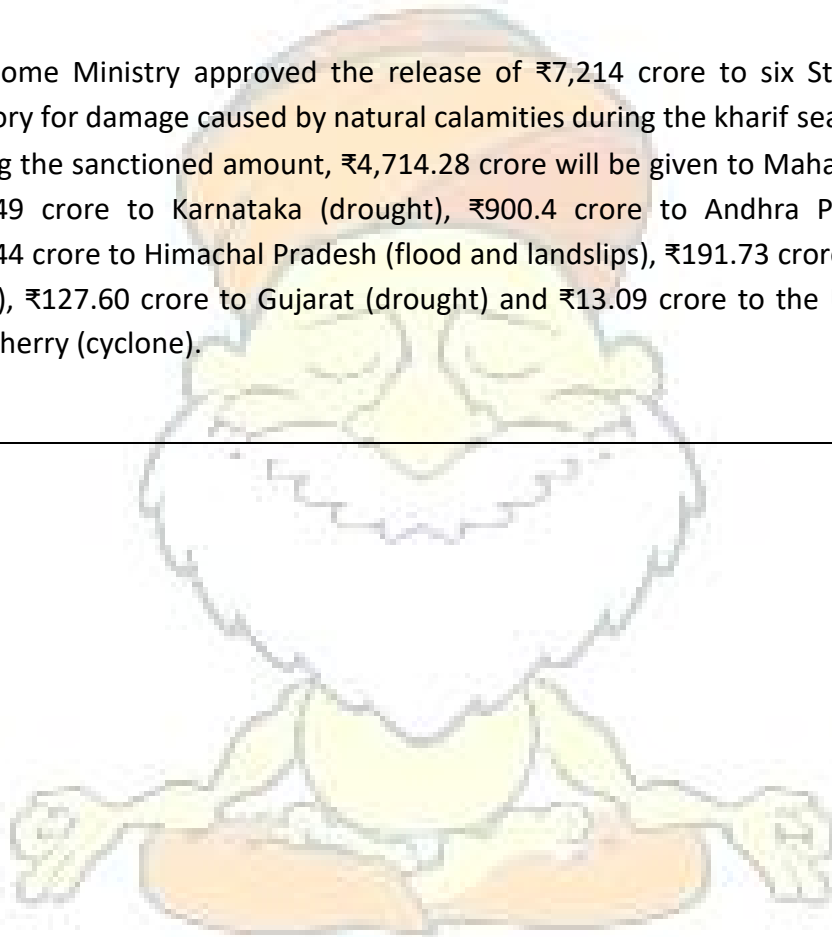 ome Ministry approved the release of ₹7,214 crore to six St
ory for damage caused by natural calamities during the kharif sea
g the sanctioned amount, ₹4,714.28 crore will be given to Maha
49 crore to Karnataka (drought), ₹900.4 crore to Andhra P
44 crore to Himachal Pradesh (flood and landslips), ₹191.73 cror
), ₹127.60 crore to Gujarat (drought) and ₹13.09 crore to the
herry (cyclone).